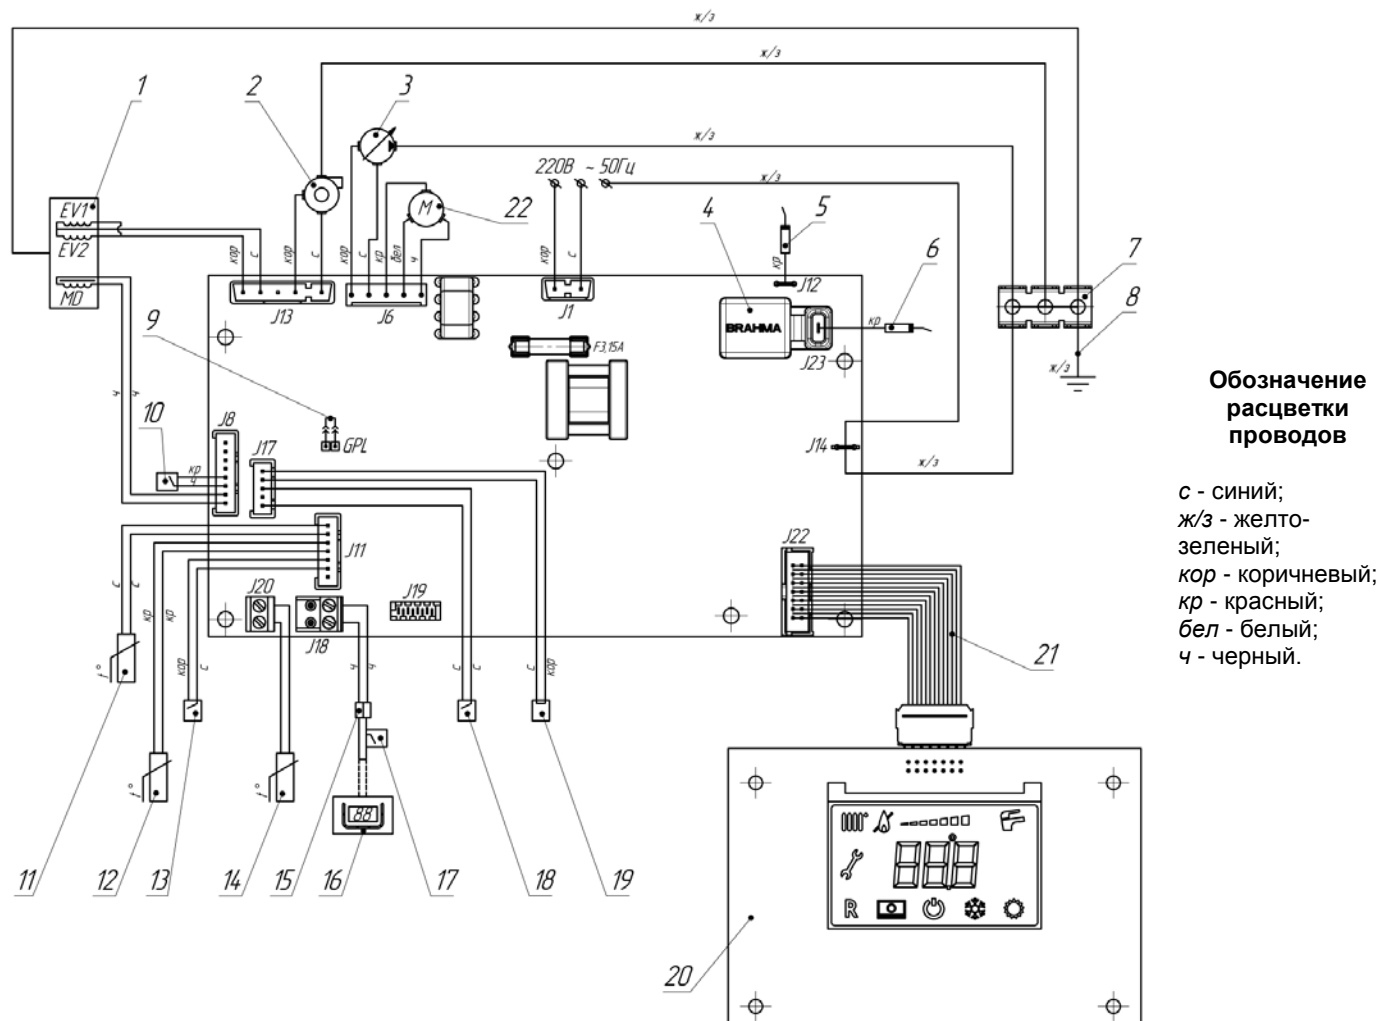 ж/з
ж/з
1
2
3
ж/з
220В ~ 50Гц
ж/з
22
4
5
6
7
8
EV1
EV2
MD
М
кор
с
кор
с
кор
с
кр
бел
ч
кор
с
кр
J12
J13
J6
J1
BRAHMA
кр
J23
F3,15A
ж/з
9
GPL
10
ч
ч
J8
J17
кр
ч
J14
ж/з
J11
J22
с
с
кр
кр
J20
J18
J19
t°
кор
с
ч
ч
с
с
с
кор
21
t°
t°
88
11
12
13
14
15
16
17
18
19
R
20
Обозначение
расцветки
проводов
с - синий;
ж/з - желто-
зеленый;
кор - коричневый;
кр - красный;
бел - белый;
ч - черный.